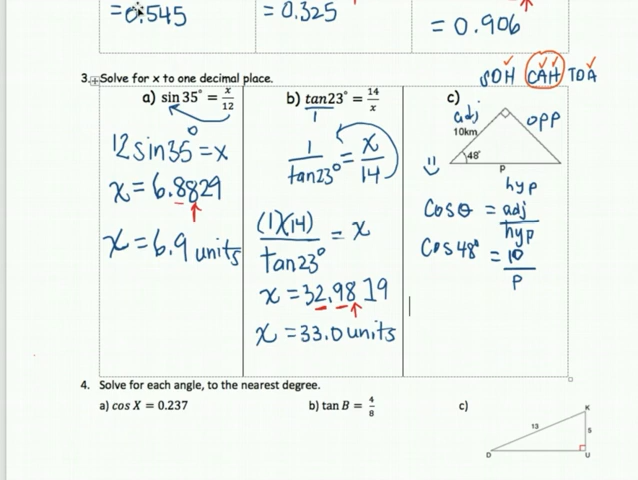 =0.545
= 0.325
= 0.906
3. Solve for x to one decimal place.
SOH CAH TOA
a) sin 35° = x/12
12 sin 35° = x
x = 6.8829
x = 6.9 units
b) tan23° = 14/x
1
1/tan23° = x/14
(1)(14)/tan23° = x
x = 32.9819
x = 33.0 units
c)
adj
10km
opp
48°
P
hyp
cosθ = adj/hyp
cos48° = 10/P
4. Solve for each angle, to the nearest degree.
a) cos X = 0.237
b) tan B = 4/8
c)
K
13
5
D
U